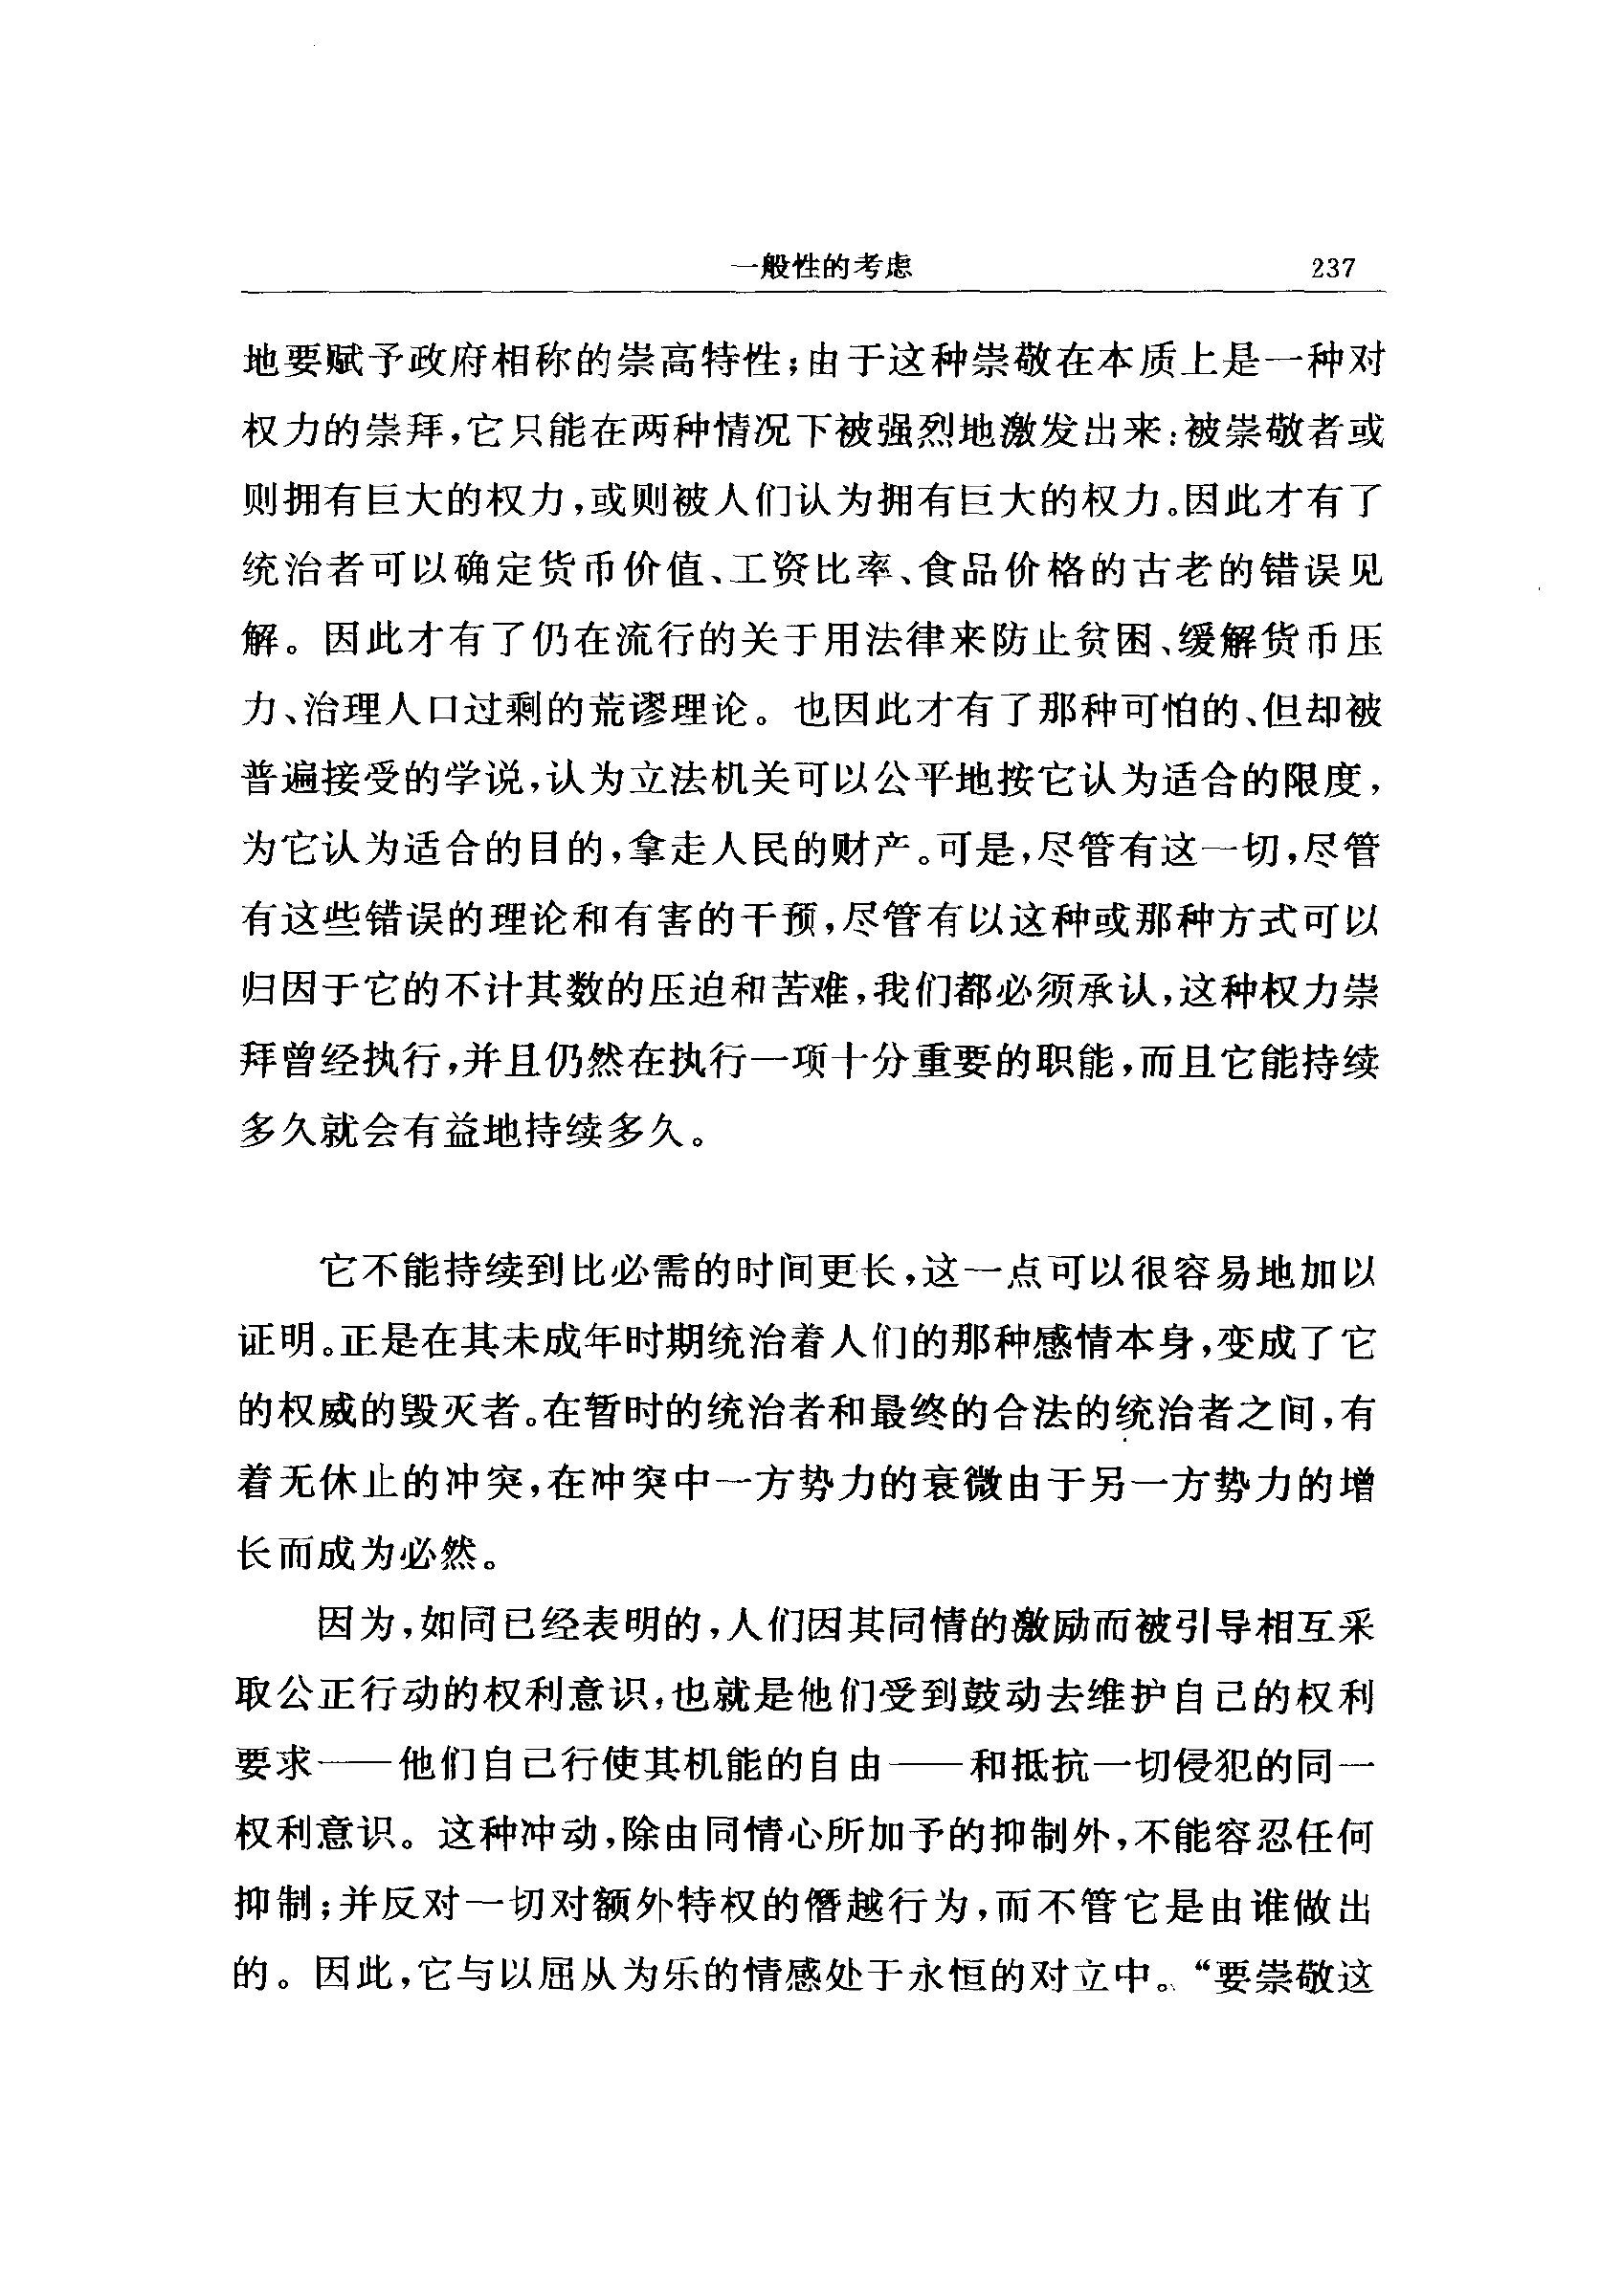 一般性的考虑 237
地要赋予政府相称的崇高特性;由于这种崇敬在本质上是一种对
权力的崇拜,它只能在两种情况下被强烈地激发出来:被崇敬者或
则拥有巨大的权力,或则被人们认为拥有巨大的权力。因此才有了
统治者可以确定货币价值、工资比率、食品价格的古老的错误见
解。因此才有了仍在流行的关于用法律来防止贫困、缓解货币压
力、治理人口过剩的荒谬理论。也因此才有了那种可怕的、但却被
普遍接受的学说,认为立法机关可以公平地按它认为适合的限度,
为它认为适合的目的,拿走人民的财产。可是,尽管有这一切,尽管
有这些错误的理论和有害的干预,尽管有以这种或那种方式可以
归因于它的不计其数的压迫和苦难,我们都必须承认,这种权力崇
拜曾经执行,并且仍然在执行一项十分重要的职能,而且它能持续
多久就会有益地持续多久。
它不能持续到比必需的时间更长,这一点可以很容易地加以
证明。正是在其未成年时期统治着人们的那种感情本身,变成了它
的权威的毁灭者。在暂时的统治者和最终的合法的统治者之间,有
着无休止的冲突,在冲突中一方势力的衰微由于另一方势力的增
长而成为必然。
因为,如同已经表明的,人们因其同情的激励而被引导相互采
取公正行动的权利意识,也就是他们受到鼓动去维护自己的权利
要求——他们自己行使其机能的自由——和抵抗一切侵犯的同一
权利意识。这种冲动,除由同情心所加予的抑制外,不能容忍任何
抑制;并反对一切对额外特权的僭越行为,而不管它是由谁做出
的。因此,它与以屈从为乐的情感处于永恒的对立中。“要崇敬这